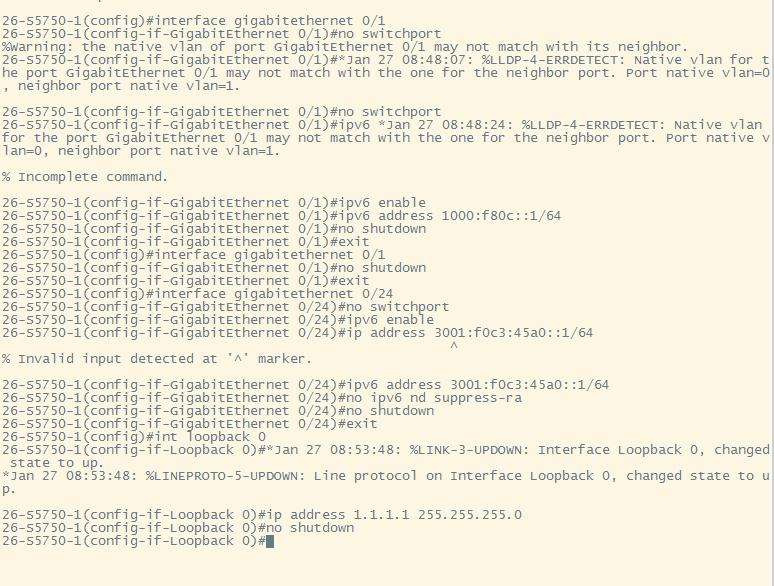 26-S5750-1(config)#interface gigabitethernet 0/1
26-S5750-1(config-if-GigabitEthernet 0/1)#no switchport
%Warning: the native vlan of port GigabitEthernet 0/1 may not match with its neighbor.
26-S5750-1(config-if-GigabitEthernet 0/1)#*Jan 27 08:48:07: %LLDP-4-ERRDETECT: Native vlan for t
he port GigabitEthernet 0/1 may not match with the one for the neighbor port. Port native vlan=0
, neighbor port native vlan=1.
26-S5750-1(config-if-GigabitEthernet 0/1)#no switchport
26-S5750-1(config-if-GigabitEthernet 0/1)#ipv6 *Jan 27 08:48:24: %LLDP-4-ERRDETECT: Native vlan
for the port GigabitEthernet 0/1 may not match with the one for the neighbor port. Port native v
lan=0, neighbor port native vlan=1.
% Incomplete command.
26-S5750-1(config-if-GigabitEthernet 0/1)#ipv6 enable
26-S5750-1(config-if-GigabitEthernet 0/1)#ipv6 address 1000:f80c::1/64
26-S5750-1(config-if-GigabitEthernet 0/1)#no shutdown
26-S5750-1(config-if-GigabitEthernet 0/1)#exit
26-S5750-1(config)#interface gigabitethernet 0/1
26-S5750-1(config-if-GigabitEthernet 0/1)#no shutdown
26-S5750-1(config-if-GigabitEthernet 0/1)#exit
26-S5750-1(config)#interface gigabitethernet 0/24
26-S5750-1(config-if-GigabitEthernet 0/24)#no switchport
26-S5750-1(config-if-GigabitEthernet 0/24)#ipv6 enable
26-S5750-1(config-if-GigabitEthernet 0/24)#ip address 3001:f0c3:45a0::1/64
^
% Invalid input detected at '^' marker.
26-S5750-1(config-if-GigabitEthernet 0/24)#ipv6 address 3001:f0c3:45a0::1/64
26-S5750-1(config-if-GigabitEthernet 0/24)#no ipv6 nd suppress-ra
26-S5750-1(config-if-GigabitEthernet 0/24)#no shutdown
26-S5750-1(config-if-GigabitEthernet 0/24)#exit
26-S5750-1(config)#int loopback 0
26-S5750-1(config-if-Loopback 0)#*Jan 27 08:53:48: %LINK-3-UPDOWN: Interface Loopback 0, changed
state to up.
*Jan 27 08:53:48: %LINEPROTO-5-UPDOWN: Line protocol on Interface Loopback 0, changed state to u
p.
26-S5750-1(config-if-Loopback 0)#ip address 1.1.1.1 255.255.255.0
26-S5750-1(config-if-Loopback 0)#no shutdown
26-S5750-1(config-if-Loopback 0)#